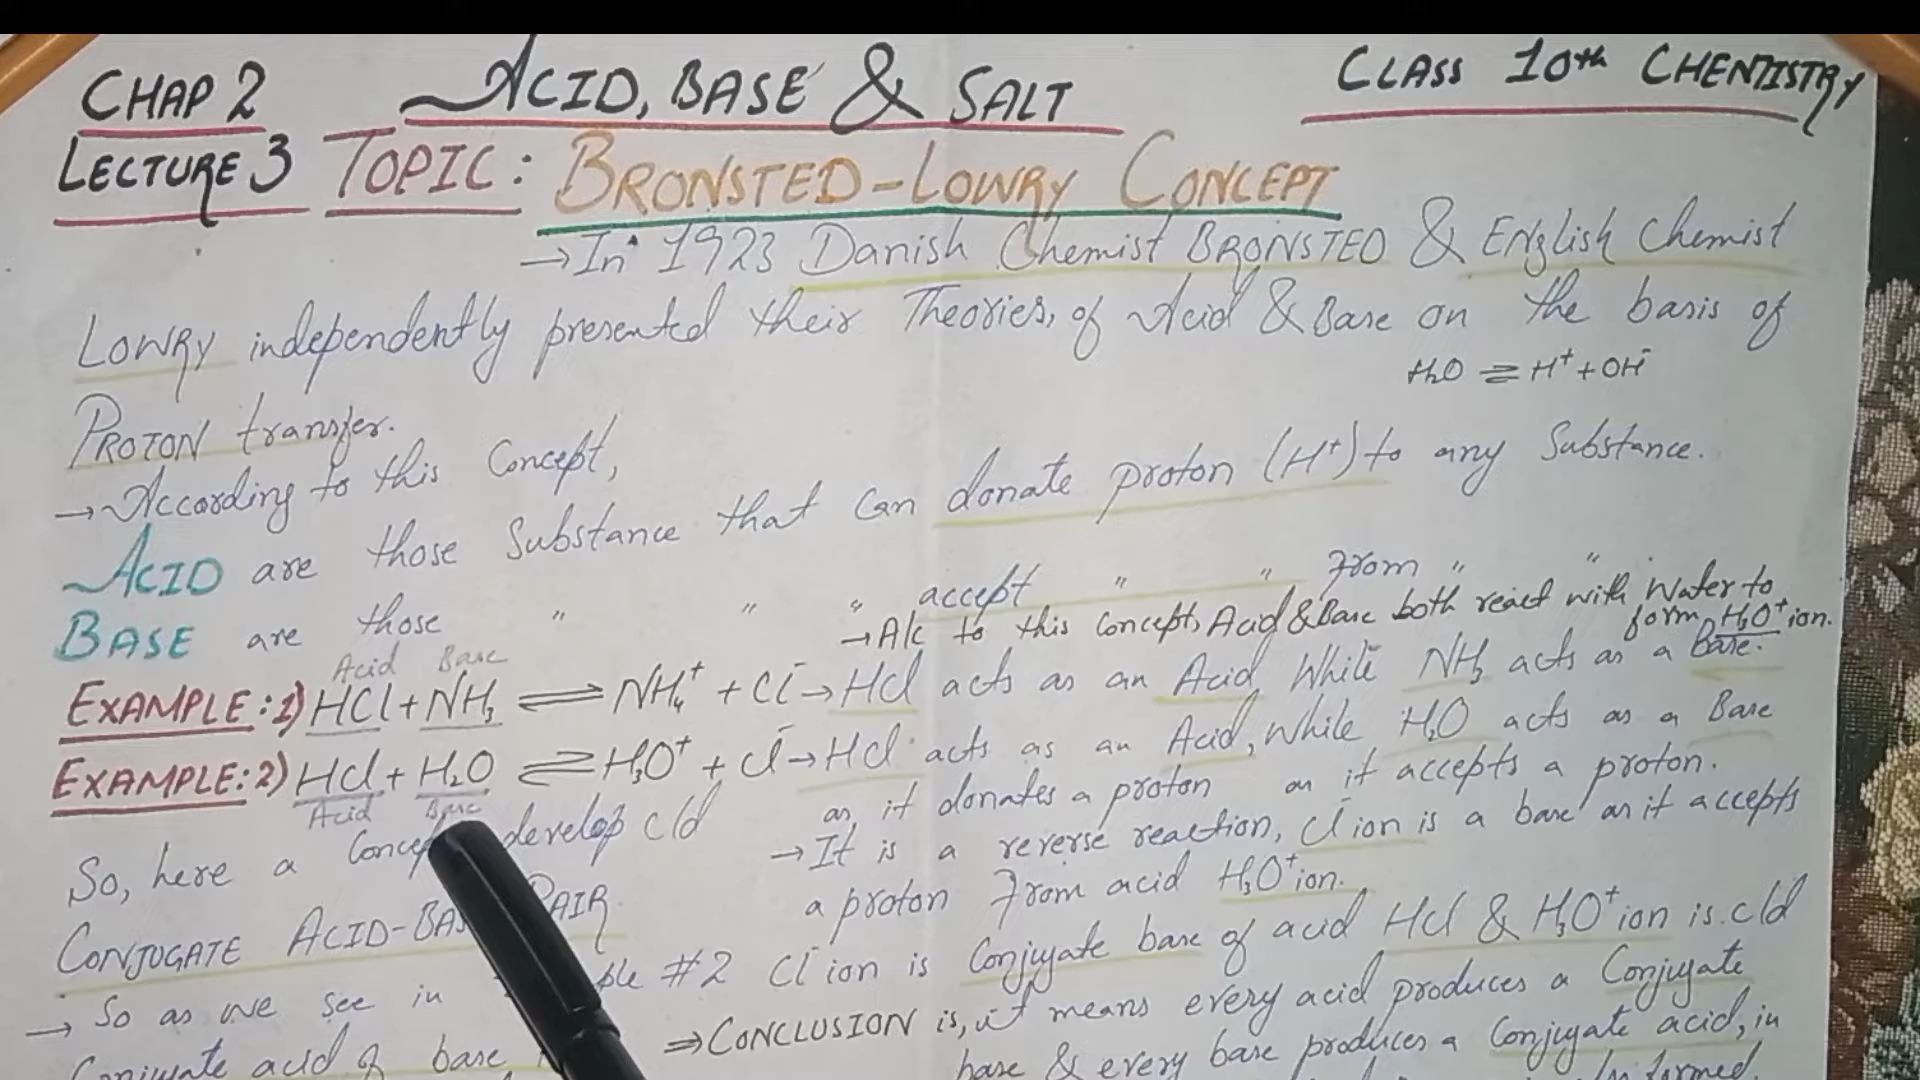 CHAP 2 ACID, BASE & SALT CLASS 10th CHEMISTRY
LECTURE 3 TOPIC: BRONSTED-LOWRY CONCEPT
→ In 1923 Danish Chemist BRONSTED & English Chemist
LOWRY independently presented their Theories, of Acid & Base on the basis of
H₂O ⇌ H⁺ + OH⁻
PROTON transfer.
→ According to this Concept,
ACID are those Substance that can donate proton (H⁺) to any Substance.
BASE are those " " " accept " " From " "
→ A/c to this concept, Acid & Base both react with Water to
form H₃O⁺ ion.
Acid Base
EXAMPLE: 1) HCl + NH₃ ⇌ NH₄⁺ + Cl⁻ → HCl acts as an Acid While NH₃ acts as a Base.
EXAMPLE: 2) HCl + H₂O ⇌ H₃O⁺ + Cl⁻ → HCl acts as an Acid, While H₂O acts as a Base
Acid Base
as it donates a proton as it accepts a proton.
So, here a Concept develop c/d
→ It is a reverse reaction, Cl⁻ ion is a base as it accepts
a proton From acid H₃O⁺ ion.
CONJUGATE ACID-BA PAIR.
→ So as we see in ple #2 Cl⁻ ion is Conjugate base of acid HCl & H₃O⁺ ion is c/d
Conjugate acid of base
⇒ CONCLUSION is, it means every acid produces a Conjugate
base & every base produces a Conjugate acid, in
formed.